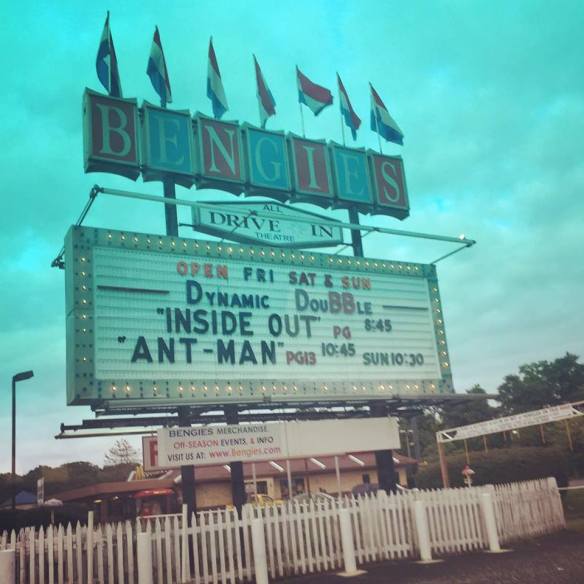 BENGIES
ALL
DRIVE IN
THEATRE
OPEN FRI SAT & SUN
DYNAMIC DOUBBLE
"INSIDE OUT" PG 8:45
"ANT-MAN" PG13 10:45 SUN 10:30
BENGIES MERCHANDISE,
OFF-SEASON EVENTS, & INFO
VISIT US AT: www.Bengies.com